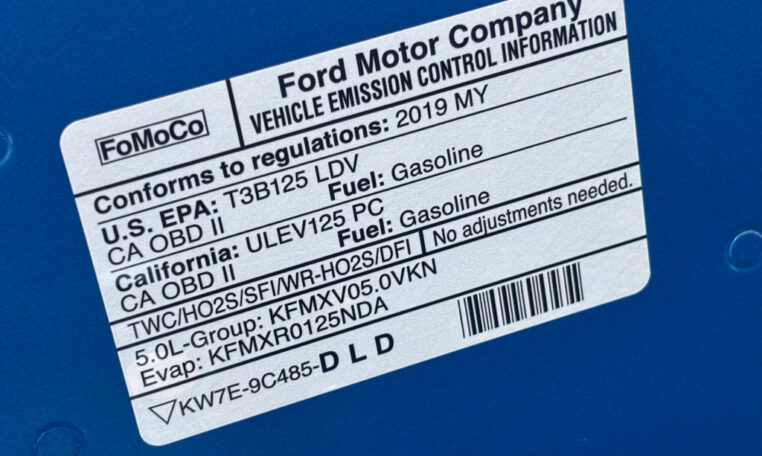 Ford Motor Company
VEHICLE EMISSION CONTROL INFORMATION
FoMoCo
Conforms to regulations: 2019 MY
U.S. EPA: T3B125 LDV
CA OBD II Fuel: Gasoline
California: ULEV125 PC
CA OBD II Fuel: Gasoline
TWC/HO2S/SFI/WR-HO2S/DFI No adjustments needed.
5.0L-Group: KFMXV05.0VKN
Evap: KFMXR0125NDA
KW7E-9C485-DLD